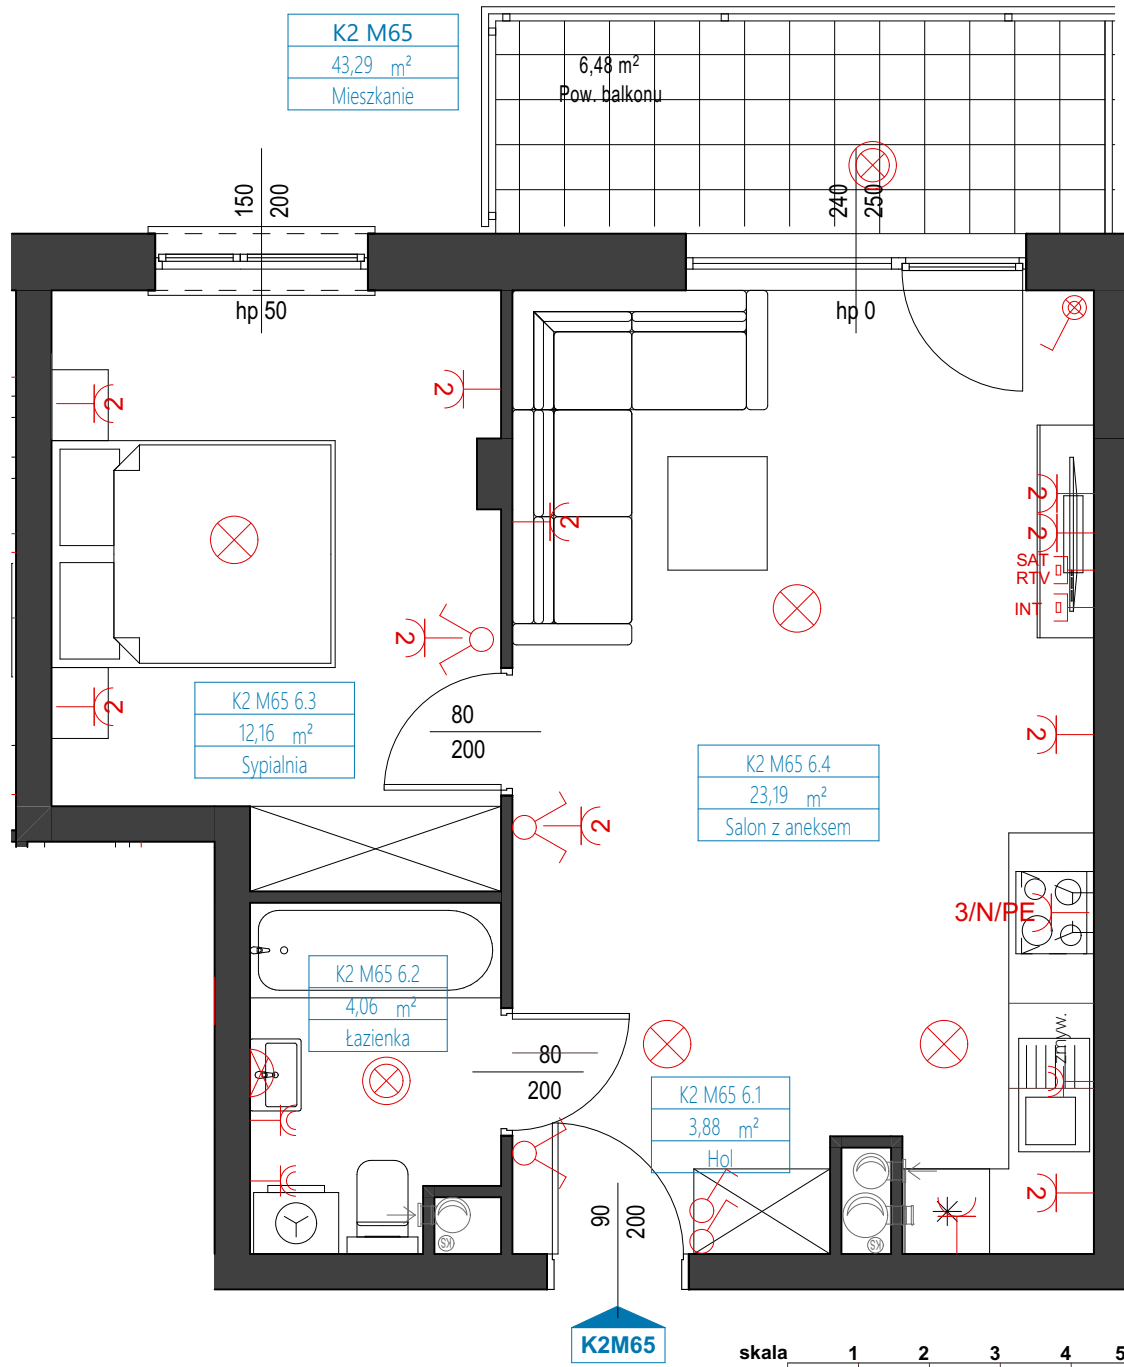 K2 M65
43,29 m²
Mieszkanie
6,48 m²
Pow. balkonu
150
200
240
250
hp 50
hp 0
2
2
2
2
2
SAT
RTV
INT
2
2
K2 M65 6.3
12,16 m²
Sypialnia
80
200
2
K2 M65 6.4
23,19 m²
Salon z aneksem
2
3/N/PE
K2 M65 6.2
4,06 m²
Łazienka
zmyw.
80
200
K2 M65 6.1
3,88 m²
Hol
2
90
200
KS
KS
K2M65
skala 1 2 3 4 5